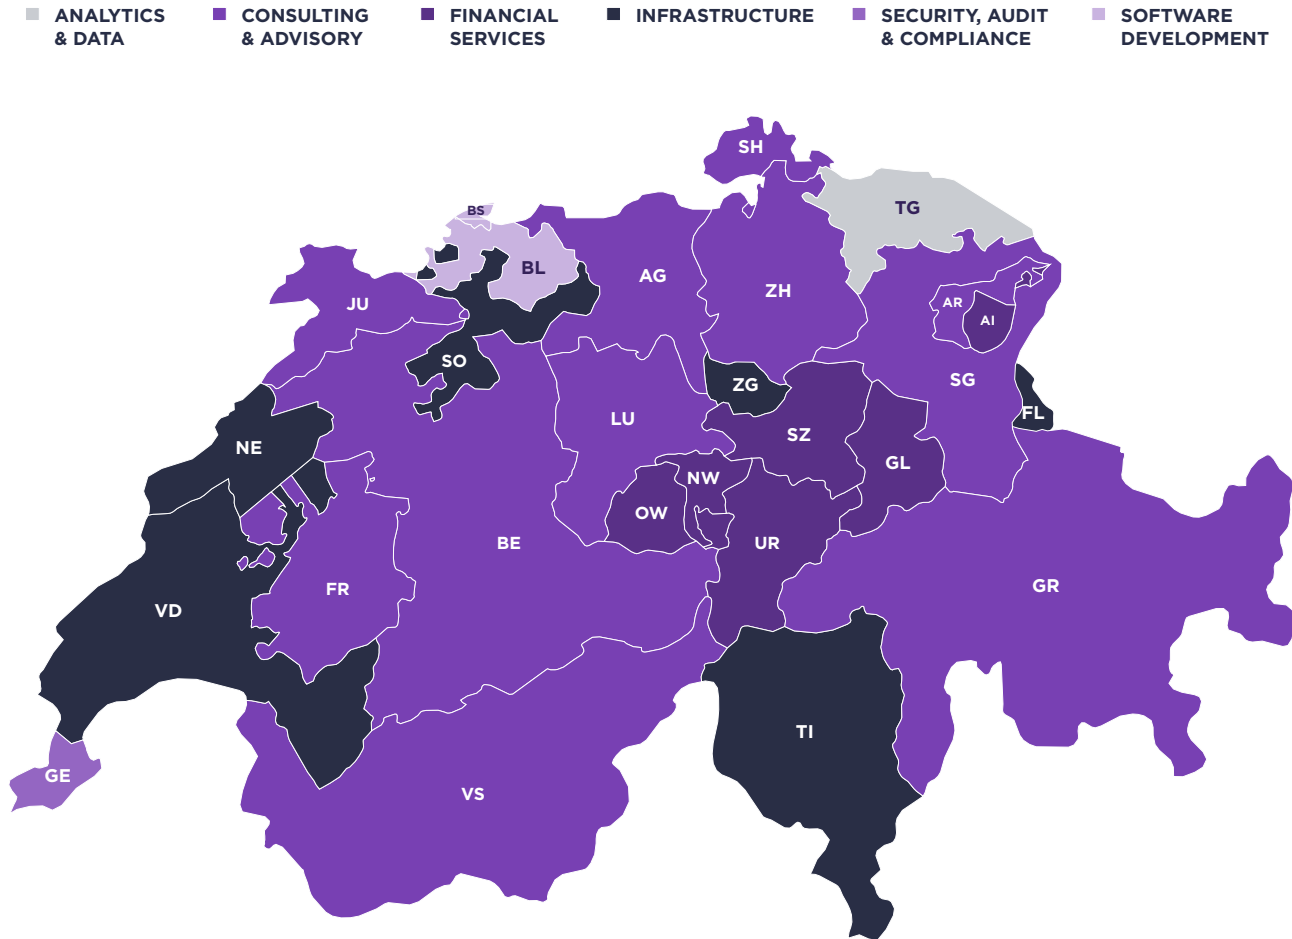 ANALYTICS
& DATA
CONSULTING
& ADVISORY
FINANCIAL
SERVICES
INFRASTRUCTURE
SECURITY, AUDIT
& COMPLIANCE
SOFTWARE
DEVELOPMENT
SH
BS
TG
BL
AG
ZH
JU
AR
AI
SO
ZG
SG
LU
FL
SZ
NE
GL
NW
OW
BE
UR
FR
GR
VD
TI
GE
VS